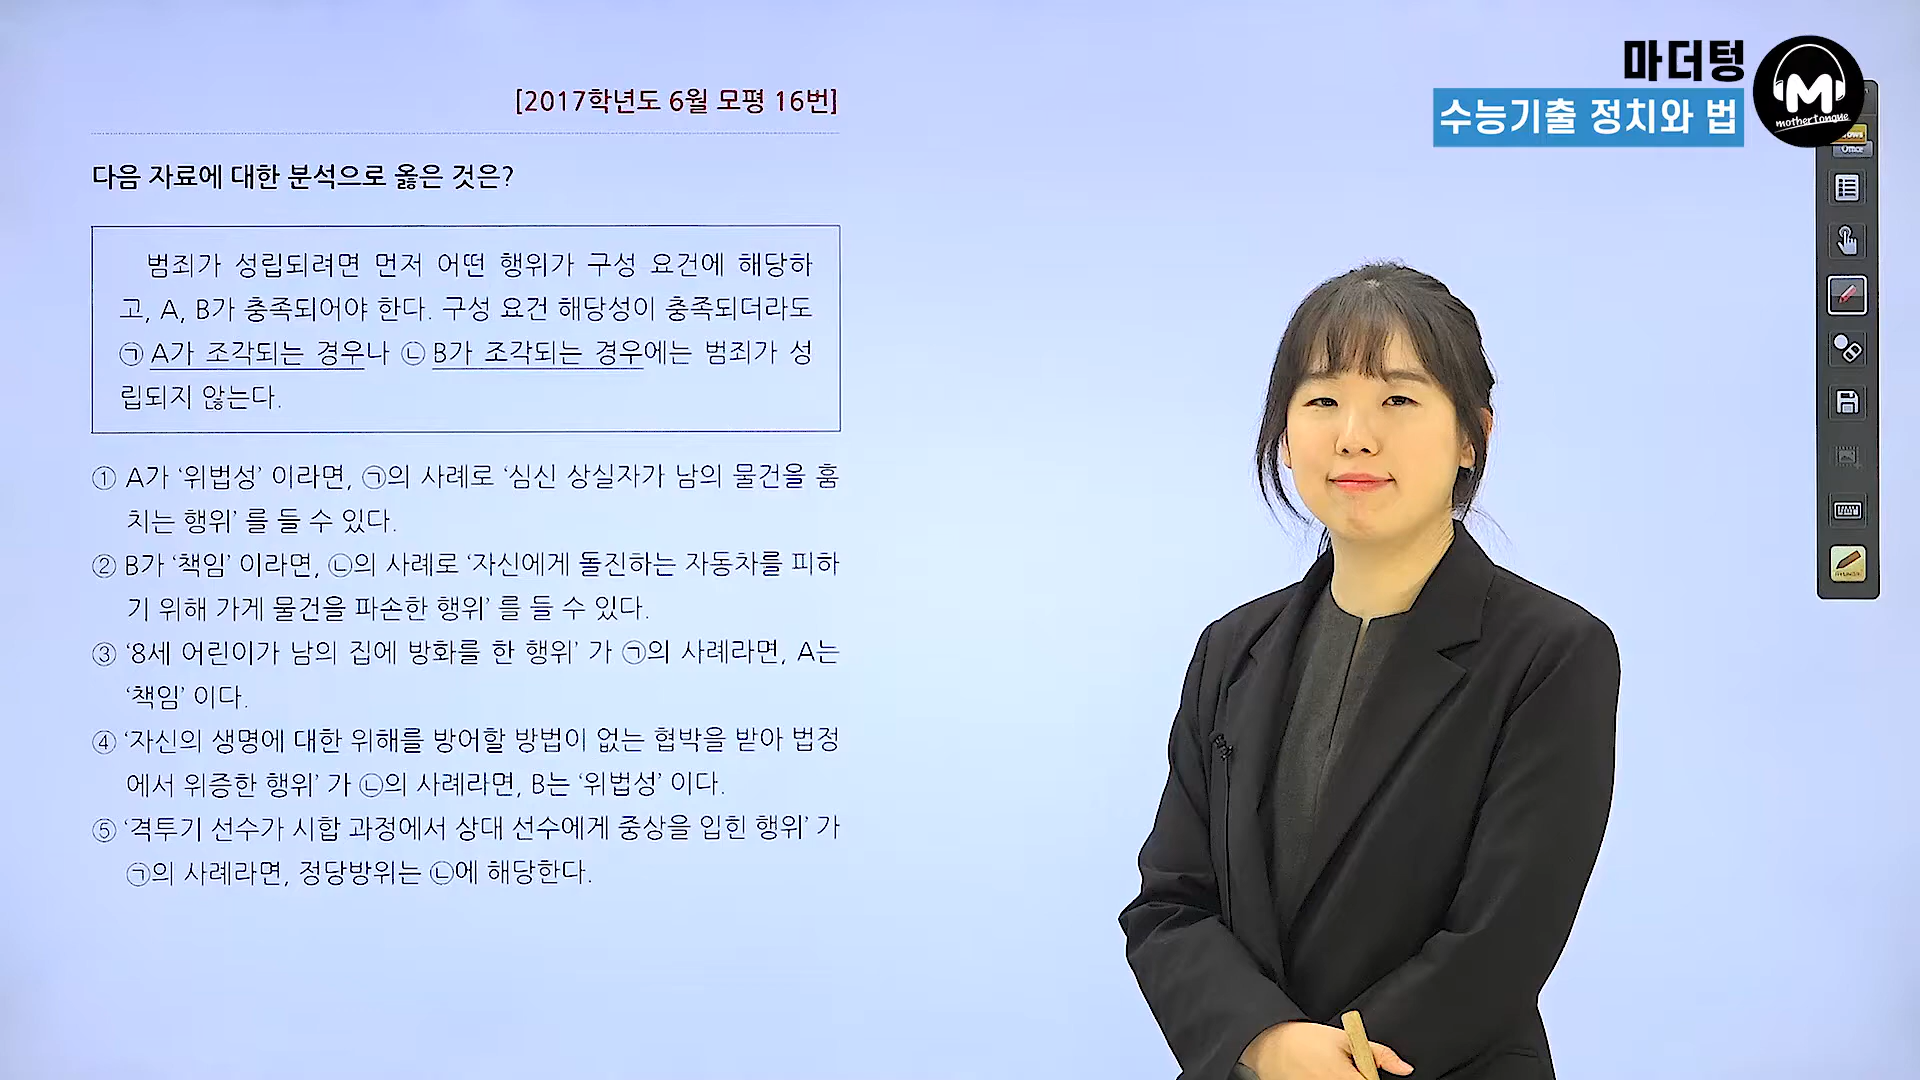 마더텅
수능기출 정치와 법
mothertongue
[2017학년도 6월 모평 16번]
다음 자료에 대한 분석으로 옳은 것은?
범죄가 성립되려면 먼저 어떤 행위가 구성 요건에 해당하
고, A, B가 충족되어야 한다. 구성 요건 해당성이 충족되더라도
㉠ A가 조각되는 경우나 ㉡ B가 조각되는 경우에는 범죄가 성
립되지 않는다.
① A가 ‘위법성’ 이라면, ㉠의 사례로 ‘심신 상실자가 남의 물건을 훔
치는 행위’ 를 들 수 있다.
② B가 ‘책임’ 이라면, ㉡의 사례로 ‘자신에게 돌진하는 자동차를 피하
기 위해 가게 물건을 파손한 행위’ 를 들 수 있다.
③ ‘8세 어린이가 남의 집에 방화를 한 행위’ 가 ㉠의 사례라면, A는
‘책임’ 이다.
④ ‘자신의 생명에 대한 위해를 방어할 방법이 없는 협박을 받아 법정
에서 위증한 행위’ 가 ㉡의 사례라면, B는 ‘위법성’ 이다.
⑤ ‘격투기 선수가 시합 과정에서 상대 선수에게 중상을 입힌 행위’ 가
㉠의 사례라면, 정당방위는 ㉡에 해당한다.